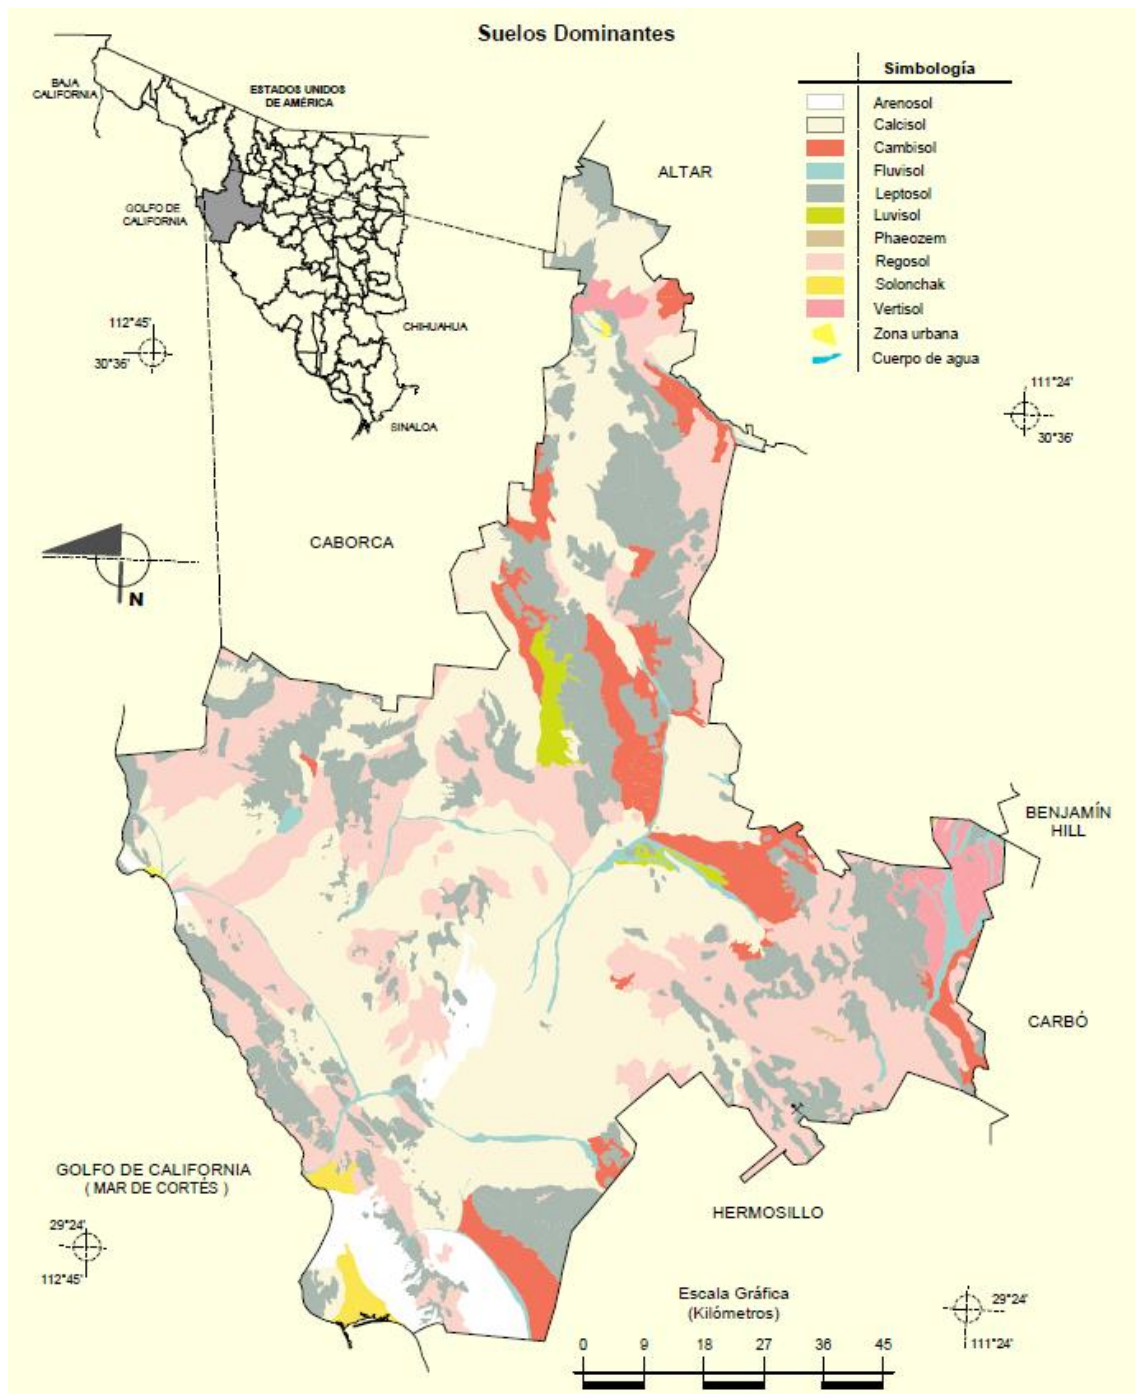 Suelos Dominantes
Simbología
Arenosol
Calcisol
Cambisol
Fluvisol
Leptosol
Luvisol
Phaeozem
Regosol
Solonchak
Vertisol
Zona urbana
Cuerpo de agua
BAJA
CALIFORNIA
ESTADOS UNIDOS
DE AMÉRICA
GOLFO DE
CALIFORNIA
CHIHUAHUA
SINALOA
112°45'
30°36'
ALTAR
111°24'
30°36'
CABORCA
N
BENJAMÍN
HILL
CARBÓ
GOLFO DE CALIFORNIA
( MAR DE CORTÉS )
29°24'
112°45'
HERMOSILLO
Escala Gráfica
(Kilómetros)
0 9 18 27 36 45
29°24'
111°24'